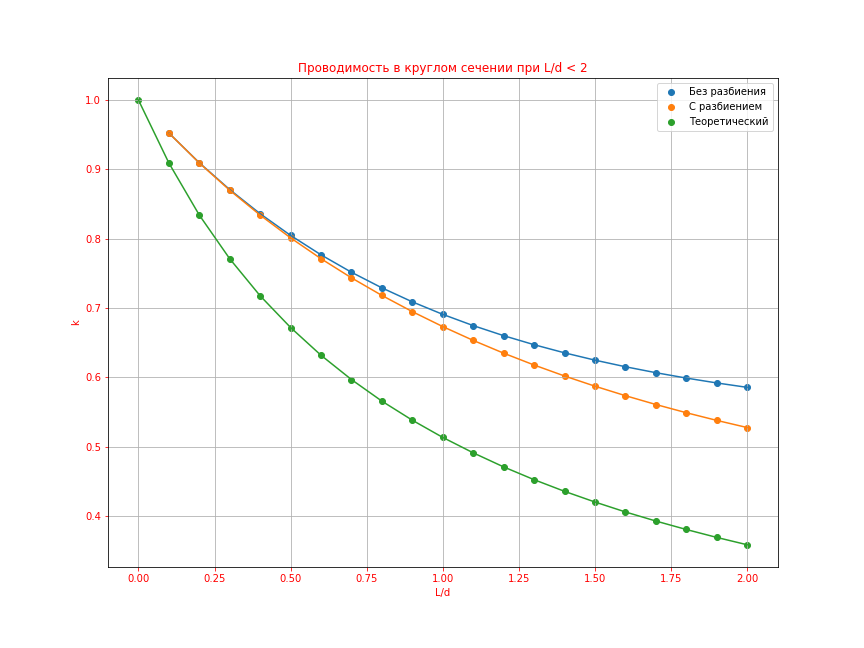 Проводимость в круглом сечении при L/d < 2
Без разбиения
С разбиением
Теоретический
1.0
0.9
0.8
0.7
0.6
0.5
0.4
k
0.00 0.25 0.50 0.75 1.00 1.25 1.50 1.75 2.00
L/d